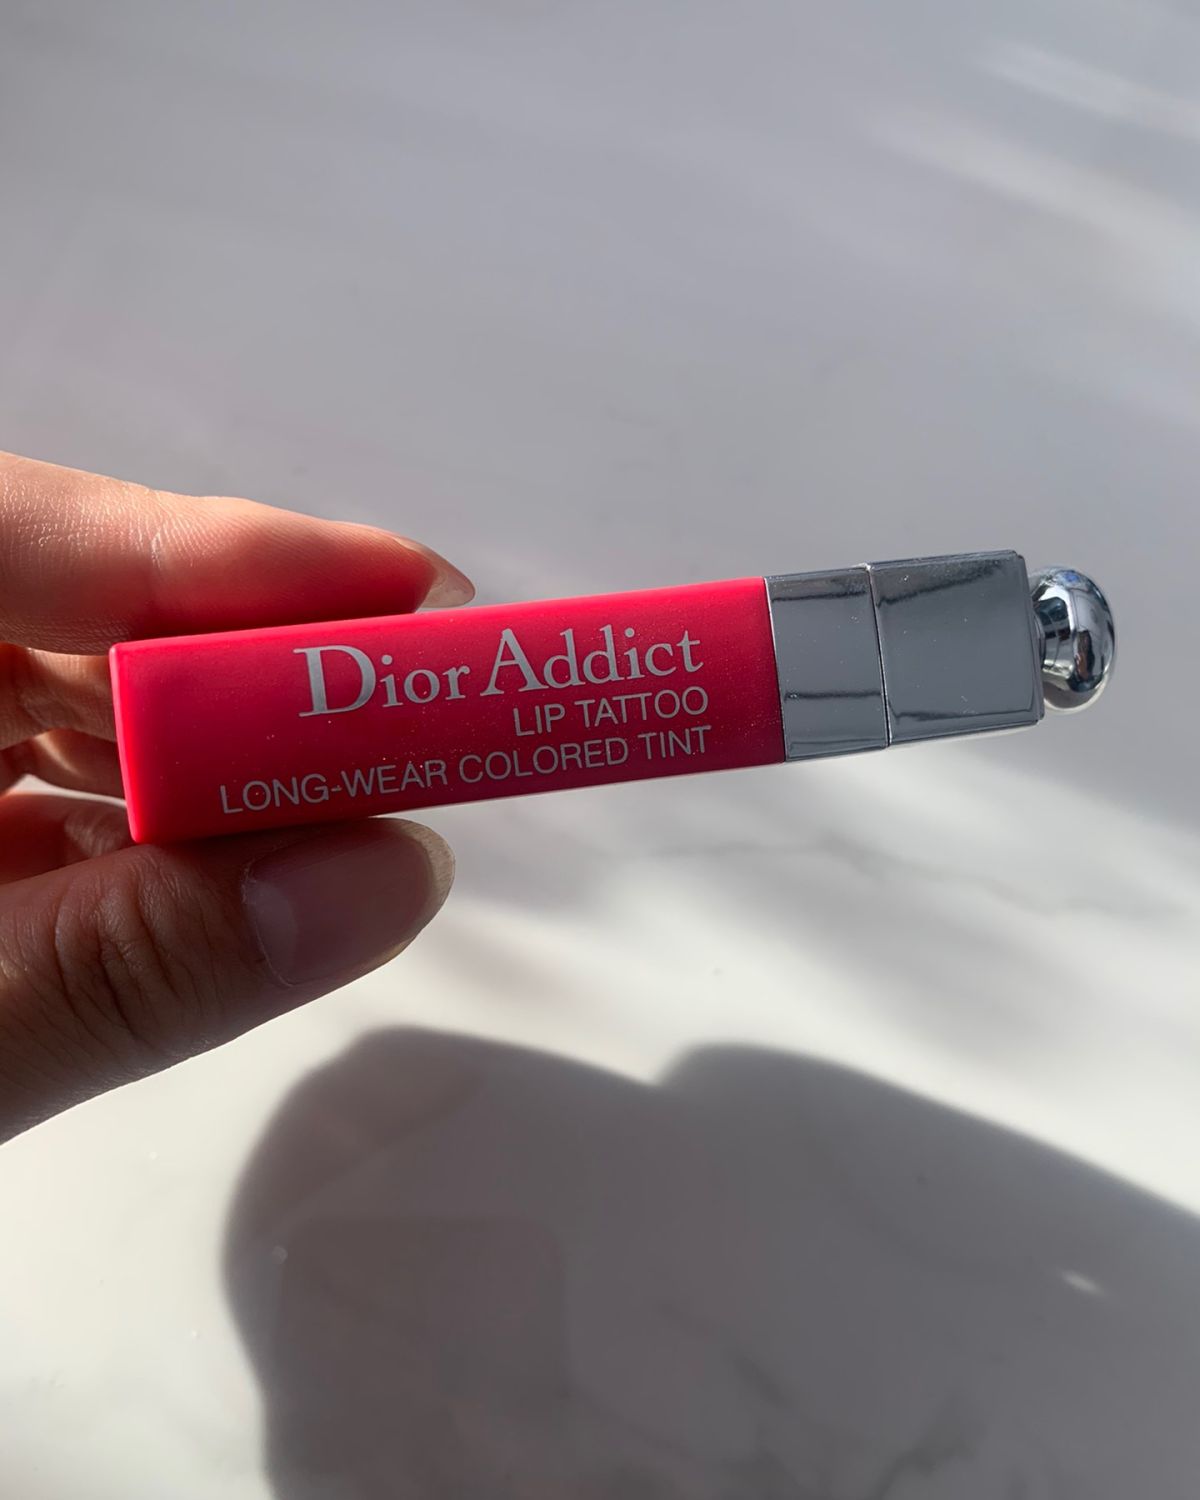 Dior Addict
LIP TATTOO
LONG-WEAR COLORED TINT